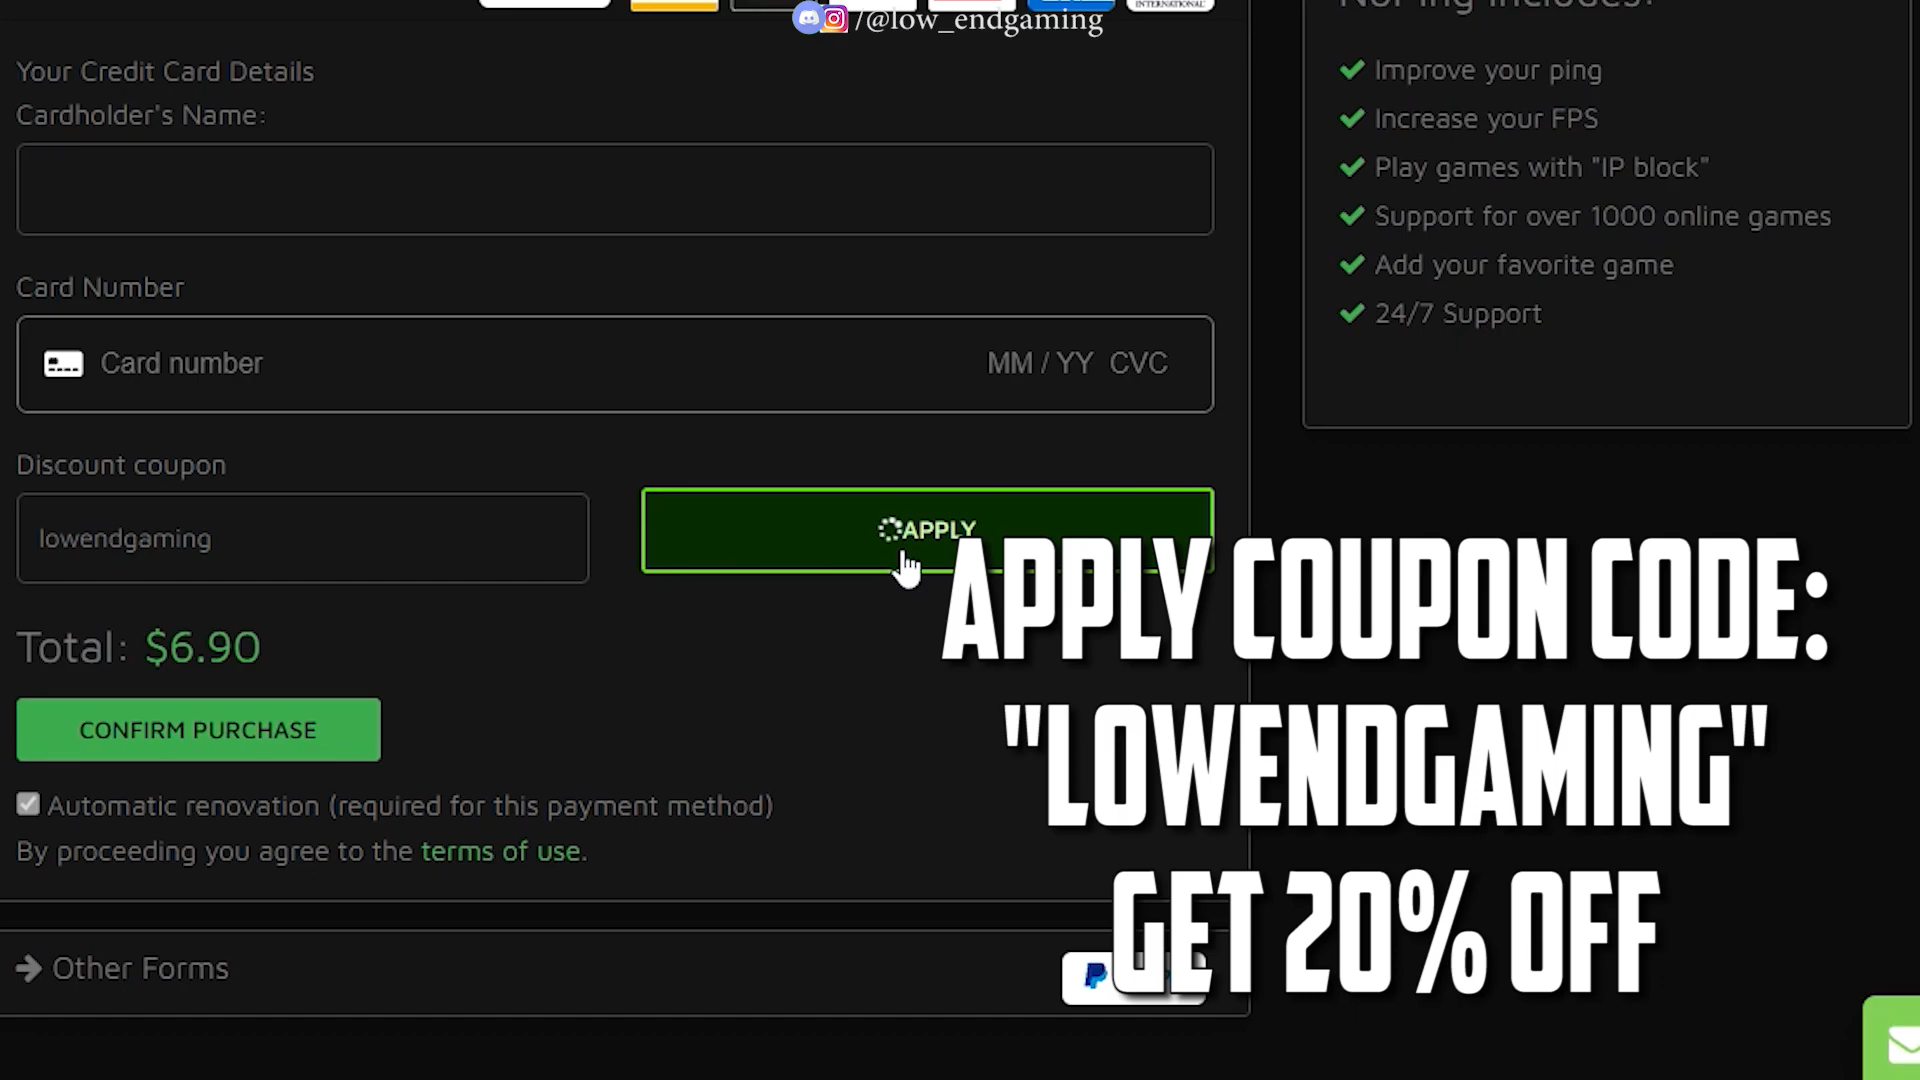 INTERNATIONAL
/@low_endgaming
Your Credit Card Details
Cardholder's Name:
Card Number
Card number
MM / YY CVC
Discount coupon
lowendgaming
APPLY
Total: $6.90
CONFIRM PURCHASE
Automatic renovation (required for this payment method)
By proceeding you agree to the terms of use.
Other Forms
Improve your ping
Increase your FPS
Play games with "IP block"
Support for over 1000 online games
Add your favorite game
24/7 Support
APPLY COUPON CODE:
"LOWENDGAMING"
GET 20% OFF